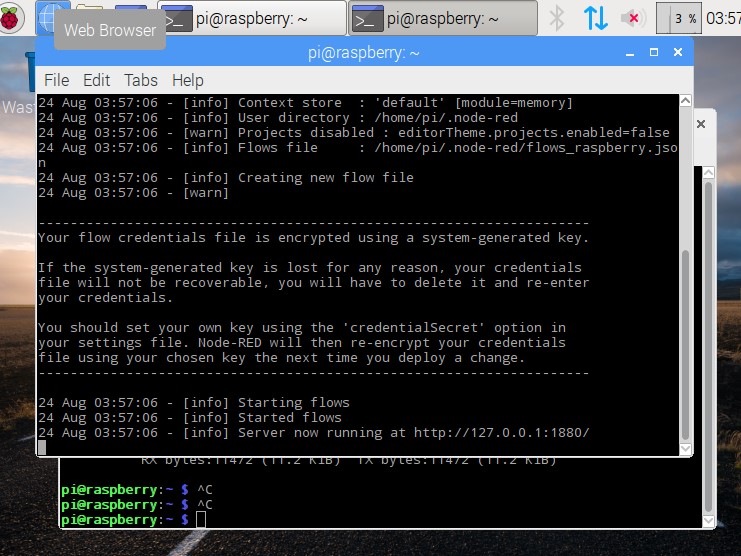 pi@raspberry: ~
pi@raspberry: ~
3 %
03:57
Web Browser
pi@raspberry: ~
File Edit Tabs Help
24 Aug 03:57:06 - [info] Context store  : 'default' [module=memory]
24 Aug 03:57:06 - [info] User directory : /home/pi/.node-red
24 Aug 03:57:06 - [warn] Projects disabled : editorTheme.projects.enabled=false
24 Aug 03:57:06 - [info] Flows file     : /home/pi/.node-red/flows_raspberry.jso
n
24 Aug 03:57:06 - [info] Creating new flow file
24 Aug 03:57:06 - [warn]
---------------------------------------------------------------------
Your flow credentials file is encrypted using a system-generated key.
If the system-generated key is lost for any reason, your credentials
file will not be recoverable, you will have to delete it and re-enter
your credentials.
You should set your own key using the 'credentialSecret' option in
your settings file. Node-RED will then re-encrypt your credentials
file using your chosen key the next time you deploy a change.
---------------------------------------------------------------------
24 Aug 03:57:06 - [info] Starting flows
24 Aug 03:57:06 - [info] Started flows
24 Aug 03:57:06 - [info] Server now running at http://127.0.0.1:1880/
RX bytes:11472 (11.2 KiB)  TX bytes:11472 (11.2 KiB)
pi@raspberry:~ $ ^C
pi@raspberry:~ $ ^C
pi@raspberry:~ $
Wast